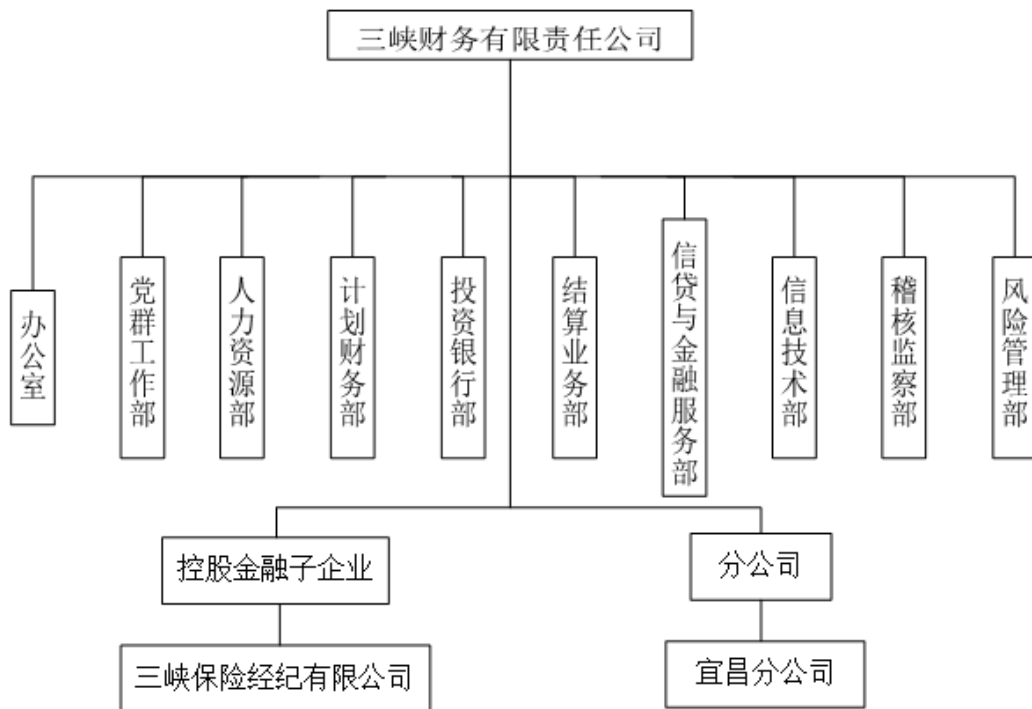 三峡财务有限责任公司
办公室
党群工作部
人力资源部
计划财务部
投资银行部
结算业务部
信贷与金融服务部
信息技术部
稽核监察部
风险管理部
控股金融子企业
分公司
三峡保险经纪有限公司
宜昌分公司